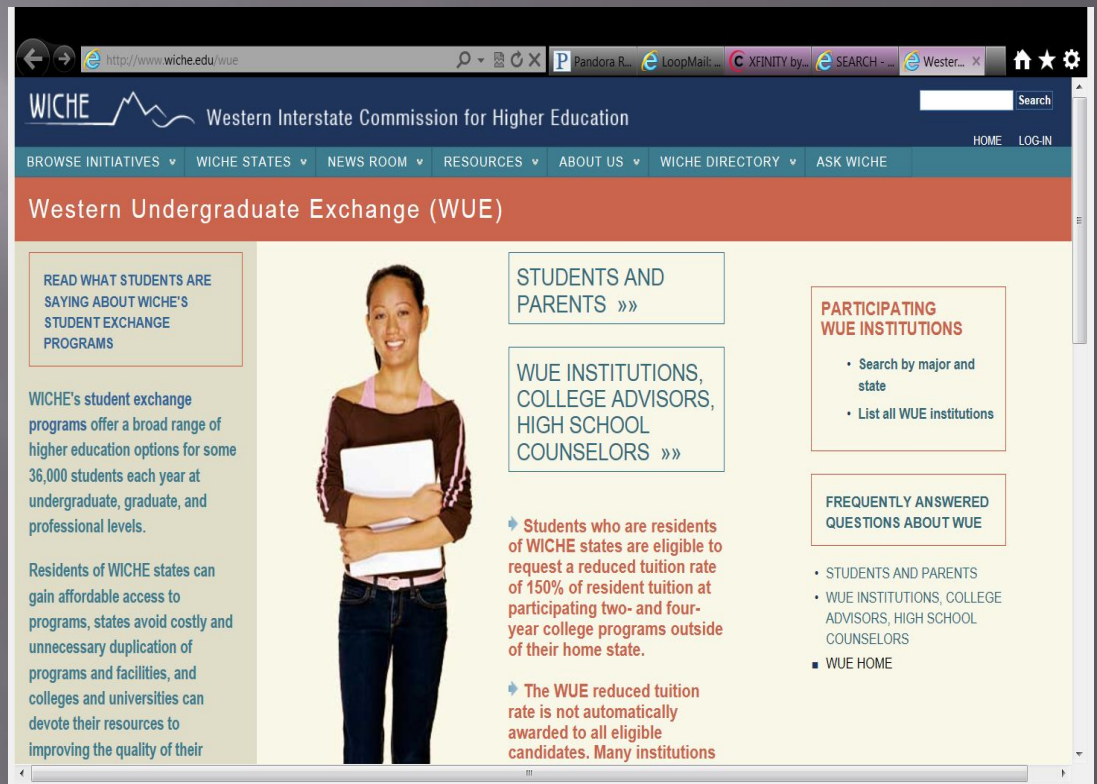 http://www.wiche.edu/wue
Pandora R...
LoopMail: ...
XFINITY by...
SEARCH - ...
Wester...
WICHE
Western Interstate Commission for Higher Education
Search
HOME LOG-IN
BROWSE INITIATIVES
WICHE STATES
NEWS ROOM
RESOURCES
ABOUT US
WICHE DIRECTORY
ASK WICHE
Western Undergraduate Exchange (WUE)
READ WHAT STUDENTS ARE
SAYING ABOUT WICHE'S
STUDENT EXCHANGE
PROGRAMS
WICHE's student exchange
programs offer a broad range of
higher education options for some
36,000 students each year at
undergraduate, graduate, and
professional levels.
Residents of WICHE states can
gain affordable access to
programs, states avoid costly and
unnecessary duplication of
programs and facilities, and
colleges and universities can
devote their resources to
improving the quality of their
STUDENTS AND
PARENTS »»
WUE INSTITUTIONS,
COLLEGE ADVISORS,
HIGH SCHOOL
COUNSELORS »»
Students who are residents
of WICHE states are eligible to
request a reduced tuition rate
of 150% of resident tuition at
participating two- and four-
year college programs outside
of their home state.
The WUE reduced tuition
rate is not automatically
awarded to all eligible
candidates. Many institutions
PARTICIPATING
WUE INSTITUTIONS
• Search by major and
state
• List all WUE institutions
FREQUENTLY ANSWERED
QUESTIONS ABOUT WUE
• STUDENTS AND PARENTS
• WUE INSTITUTIONS, COLLEGE
ADVISORS, HIGH SCHOOL
COUNSELORS
■ WUE HOME